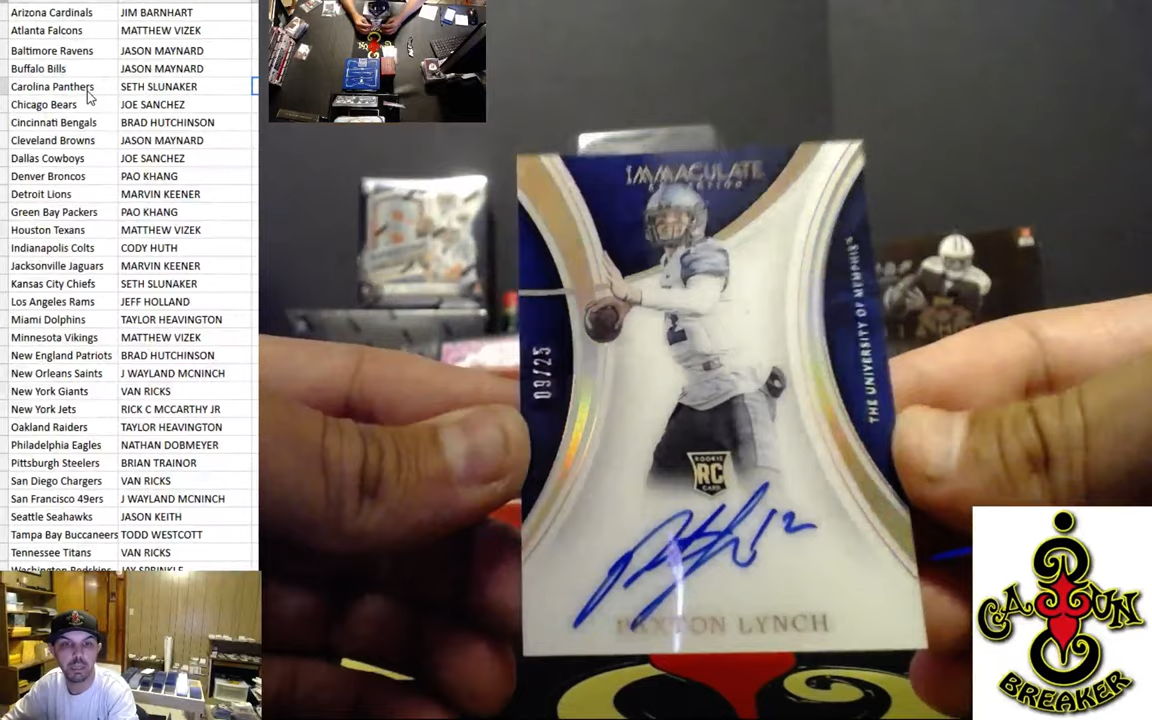 Arizona Cardinals JIM BARNHART
Atlanta Falcons MATTHEW VIZEK
Baltimore Ravens JASON MAYNARD
Buffalo Bills JASON MAYNARD
Carolina Panthers SETH SLUNAKER
Chicago Bears JOE SANCHEZ
Cincinnati Bengals BRAD HUTCHINSON
Cleveland Browns JASON MAYNARD
Dallas Cowboys JOE SANCHEZ
Denver Broncos PAO KHANG
Detroit Lions MARVIN KEENER
Green Bay Packers PAO KHANG
Houston Texans MATTHEW VIZEK
Indianapolis Colts CODY HUTH
Jacksonville Jaguars MARVIN KEENER
Kansas City Chiefs SETH SLUNAKER
Los Angeles Rams JEFF HOLLAND
Miami Dolphins TAYLOR HEAVINGTON
Minnesota Vikings MATTHEW VIZEK
New England Patriots BRAD HUTCHINSON
New Orleans Saints J WAYLAND MCNINCH
New York Giants VAN RICKS
New York Jets RICK C MCCARTHY JR
Oakland Raiders TAYLOR HEAVINGTON
Philadelphia Eagles NATHAN DOBMEYER
Pittsburgh Steelers BRIAN TRAINOR
San Diego Chargers VAN RICKS
San Francisco 49ers J WAYLAND MCNINCH
Seattle Seahawks JASON KEITH
Tampa Bay Buccaneers TODD WESTCOTT
Tennessee Titans VAN RICKS
Washington Redskins JAY SPRINKLE
IMMACULATE
COLLECTION
09/25
THE UNIVERSITY OF MEMPHIS
ROOKIE
RC
CARD
12
PAXTON LYNCH
CAJUN
BREAKER